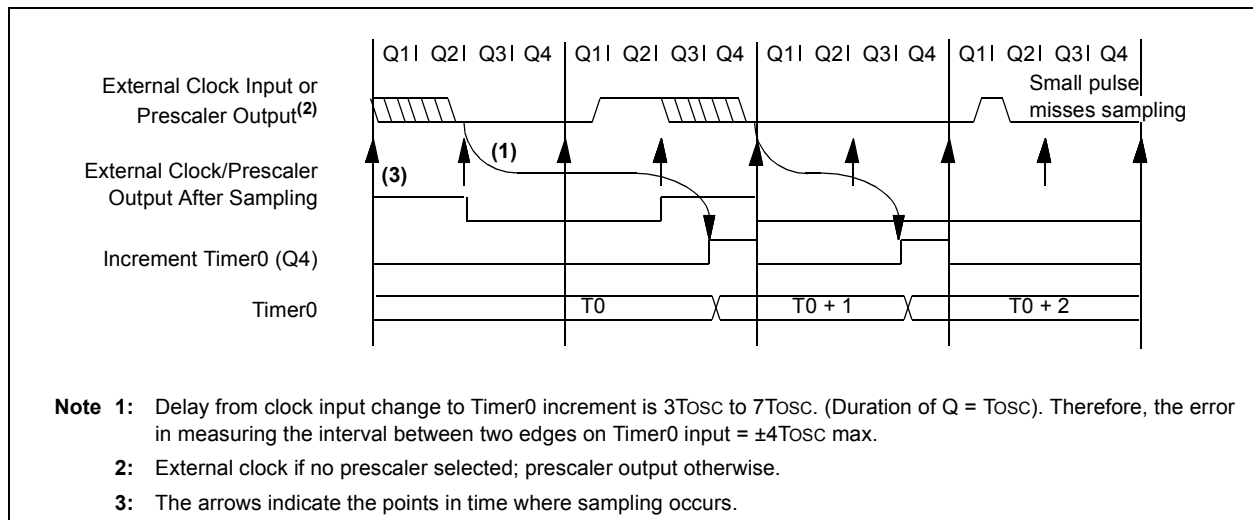 Q1 Q2 Q3 Q4 Q1 Q2 Q3 Q4 Q1 Q2 Q3 Q4 Q1 Q2 Q3 Q4
External Clock Input or
Prescaler Output(2)
Small pulse
misses sampling
(1)
External Clock/Prescaler
Output After Sampling
(3)
Increment Timer0 (Q4)
Timer0
T0 T0 + 1 T0 + 2
Note 1: Delay from clock input change to Timer0 increment is 3TOSC to 7TOSC. (Duration of Q = TOSC). Therefore, the error
in measuring the interval between two edges on Timer0 input = ±4TOSC max.
2: External clock if no prescaler selected; prescaler output otherwise.
3: The arrows indicate the points in time where sampling occurs.